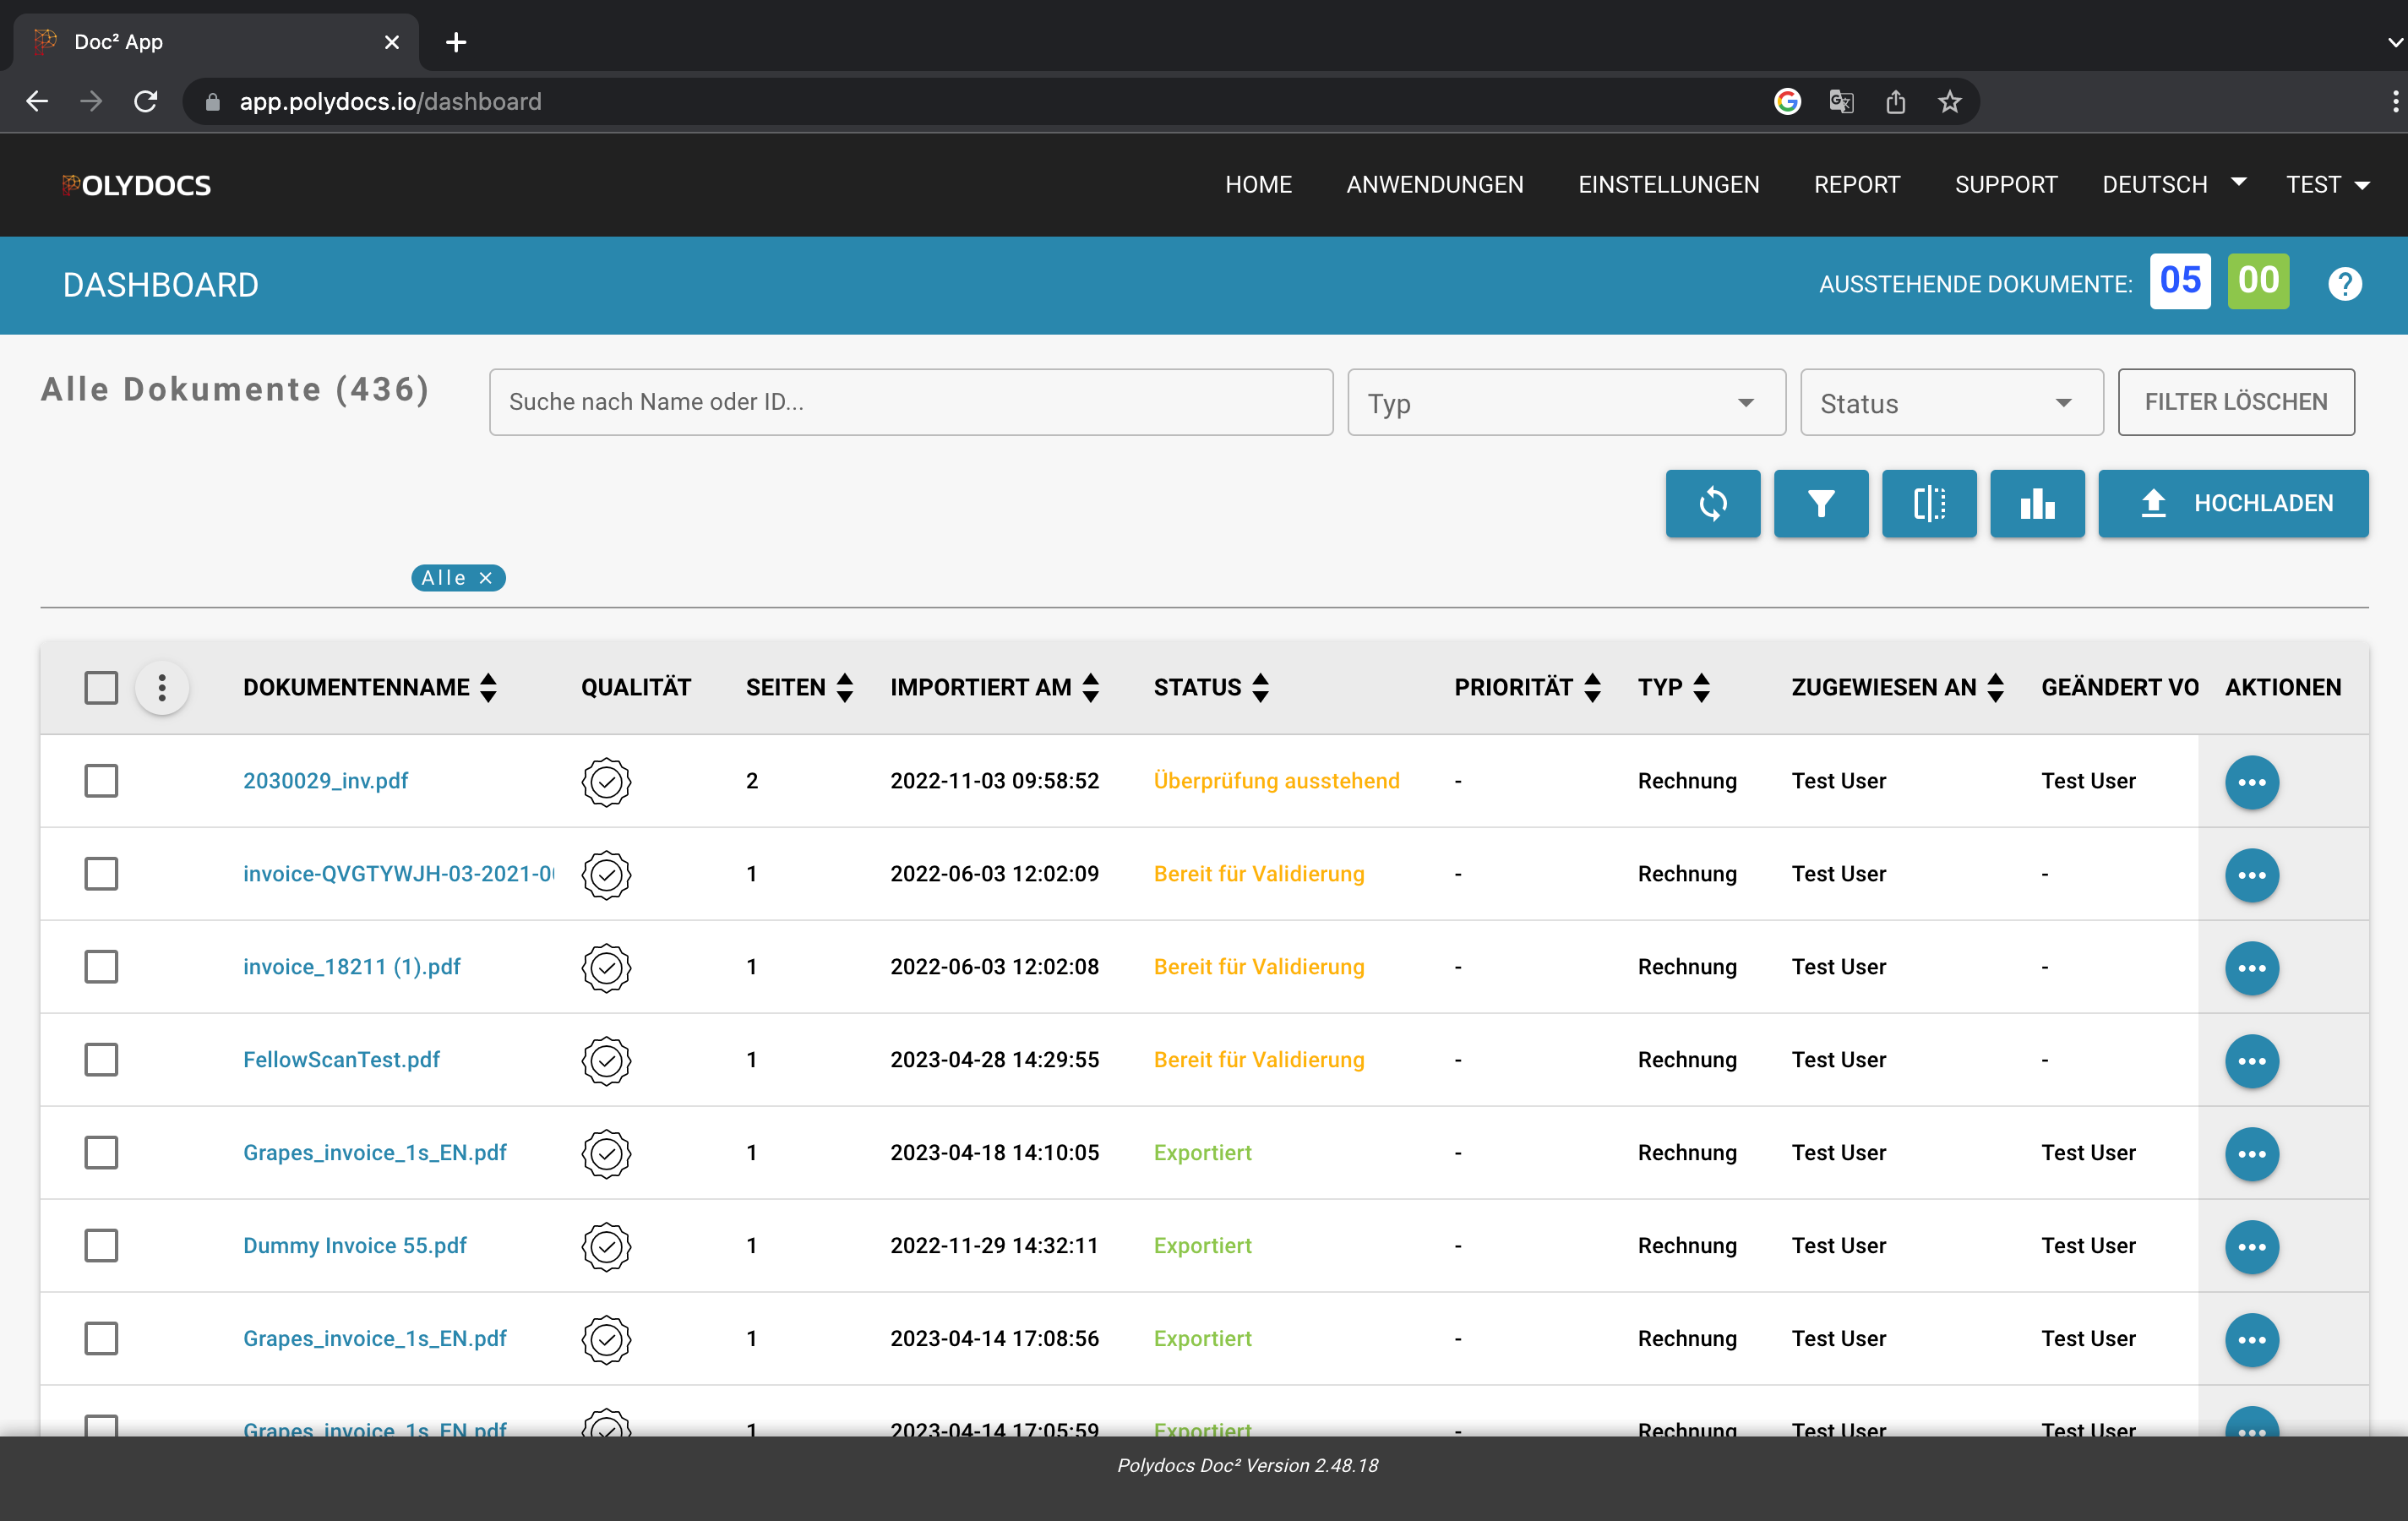 Doc² App
app.polydocs.io/dashboard
POLYDOCS
HOME ANWENDUNGEN EINSTELLUNGEN REPORT SUPPORT DEUTSCH TEST
DASHBOARD
AUSSTEHENDE DOKUMENTE: 05 00
Alle Dokumente (436)
Suche nach Name oder ID...
Typ
Status
FILTER LÖSCHEN
HOCHLADEN
Alle
DOKUMENTENNAME QUALITÄT SEITEN IMPORTIERT AM STATUS PRIORITÄT TYP ZUGEWIESEN AN GEÄNDERT VO AKTIONEN
2030029_inv.pdf 2 2022-11-03 09:58:52 Überprüfung ausstehend - Rechnung Test User Test User
invoice-QVGTYWJH-03-2021-0 1 2022-06-03 12:02:09 Bereit für Validierung - Rechnung Test User -
invoice_18211 (1).pdf 1 2022-06-03 12:02:08 Bereit für Validierung - Rechnung Test User -
FellowScanTest.pdf 1 2023-04-28 14:29:55 Bereit für Validierung - Rechnung Test User -
Grapes_invoice_1s_EN.pdf 1 2023-04-18 14:10:05 Exportiert - Rechnung Test User Test User
Dummy Invoice 55.pdf 1 2022-11-29 14:32:11 Exportiert - Rechnung Test User Test User
Grapes_invoice_1s_EN.pdf 1 2023-04-14 17:08:56 Exportiert - Rechnung Test User Test User
Grapes_invoice_1s_EN.pdf 1 2023-04-14 17:05:59 Exportiert - Rechnung Test User Test User
Polydocs Doc² Version 2.48.18